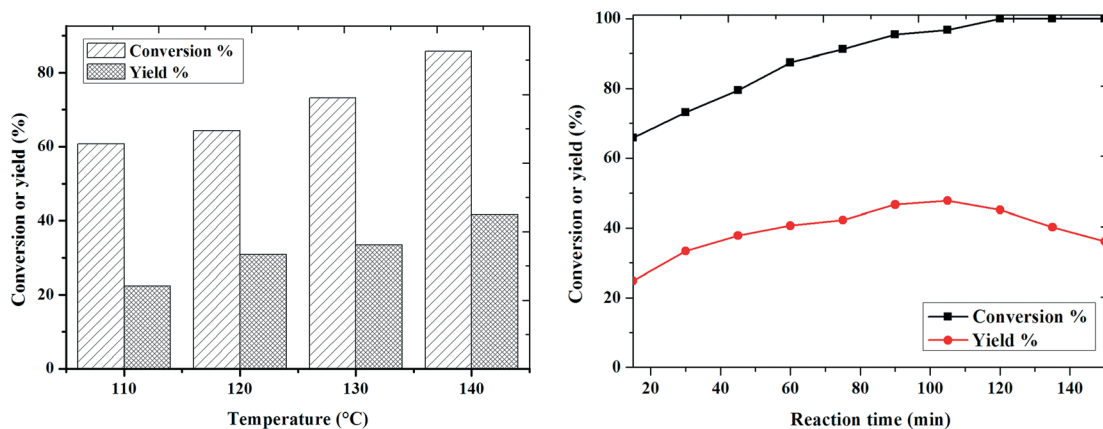 Conversion %
Yield %
Conversion or yield (%)
80
60
40
20
0
110 120 130 140
Temperature (°C)
Conversion or yield (%)
100
80
60
40
20
0
Conversion %
Yield %
20 40 60 80 100 120 140
Reaction time (min)